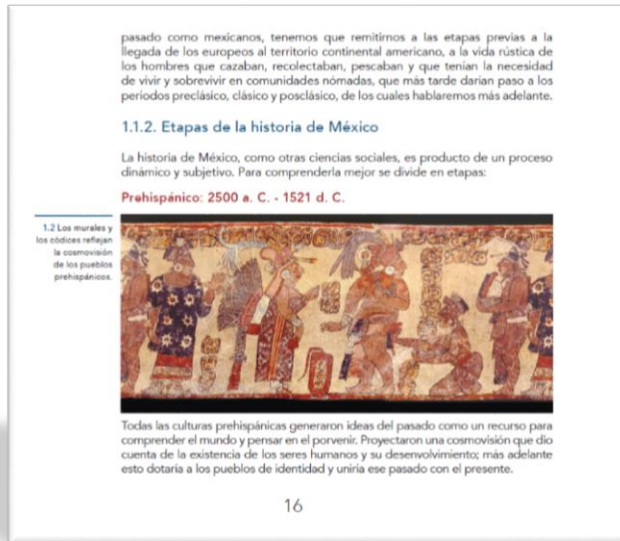 pasado como mexicanos, tenemos que remitirnos a las etapas previas a la
llegada de los europeos al territorio continental americano, a la vida rústica de
los hombres que cazaban, recolectaban, pescaban y que tenían la necesidad
de vivir y sobrevivir en comunidades nómadas, que más tarde darían paso a los
periodos preclásico, clásico y posclásico, de los cuales hablaremos más adelante.
1.1.2. Etapas de la historia de México
La historia de México, como otras ciencias sociales, es producto de un proceso
dinámico y subjetivo. Para comprenderla mejor se divide en etapas:
Prehispánico: 2500 a. C. - 1521 d. C.
1.2 Los murales y
los códices reflejan
la cosmovisión
de los pueblos
prehispánicos.
Todas las culturas prehispánicas generaron ideas del pasado como un recurso para
comprender el mundo y pensar en el porvenir. Proyectaron una cosmovisión que dio
cuenta de la existencia de los seres humanos y su desenvolvimiento; más adelante
esto dotaría a los pueblos de identidad y uniría ese pasado con el presente.
16